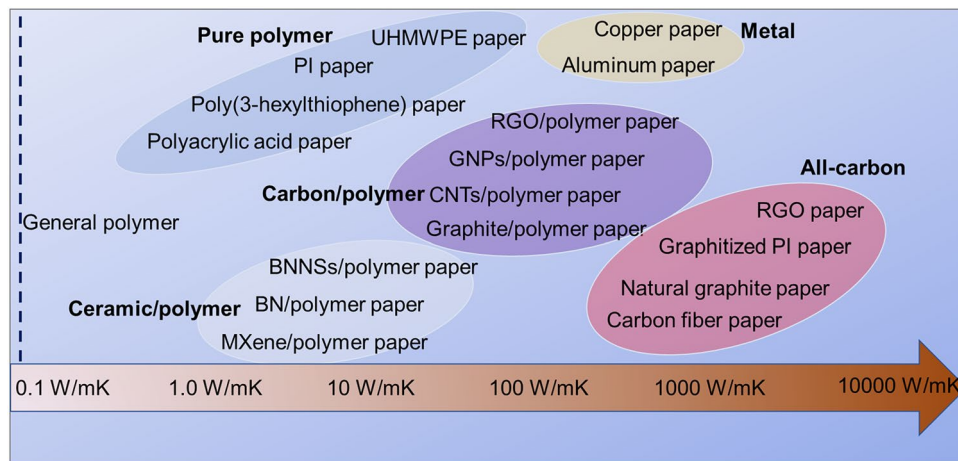 Pure polymer
UHMWPE paper
PI paper
Poly(3-hexylthiophene) paper
Polyacrylic acid paper
Copper paper
Metal
Aluminum paper
RGO/polymer paper
GNPs/polymer paper
Carbon/polymer
CNTs/polymer paper
Graphite/polymer paper
All-carbon
RGO paper
Graphitized PI paper
Natural graphite paper
Carbon fiber paper
General polymer
BNNSs/polymer paper
Ceramic/polymer
BN/polymer paper
MXene/polymer paper
0.1 W/mK
1.0 W/mK
10 W/mK
100 W/mK
1000 W/mK
10000 W/mK